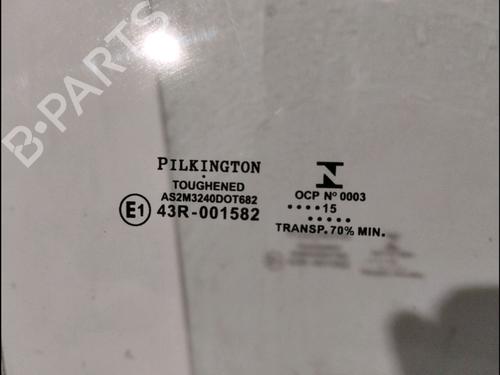 B-PARTS
PILKINGTON
TOUGHENED
AS2M3240DOT682
E1 43R-001582
N
OCP Nº 0003
.... 15
.....
TRANSP. 70% MIN.